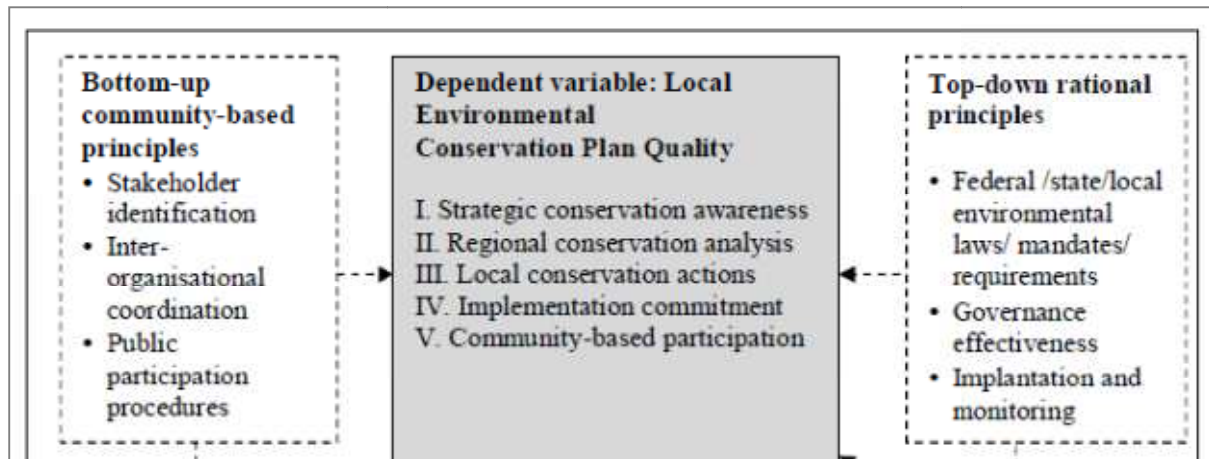 Bottom-up
community-based
principles
• Stakeholder
identification
• Inter-
organisational
coordination
• Public
participation
procedures
Dependent variable: Local
Environmental
Conservation Plan Quality
I. Strategic conservation awareness
II. Regional conservation analysis
III. Local conservation actions
IV. Implementation commitment
V. Community-based participation
Top-down rational
principles
• Federal /state/local
environmental
laws/ mandates/
requirements
• Governance
effectiveness
• Implantation and
monitoring